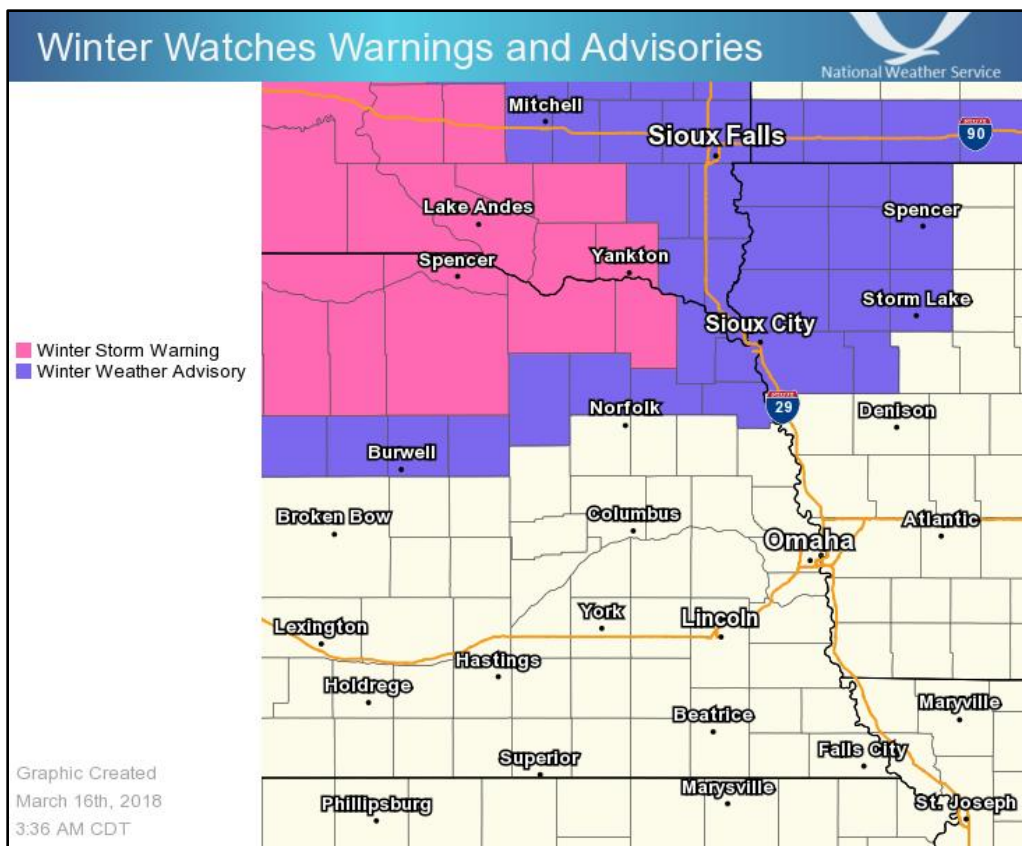 Winter Watches Warnings and Advisories
National Weather Service
Mitchell
Sioux Falls
INTERSTATE
90
Lake Andes
Spencer
Spencer
Yankton
Storm Lake
Sioux City
Winter Storm Warning
Winter Weather Advisory
Norfolk
29
Denison
Burwell
Broken Bow
Columbus
Atlantic
Omaha
York
Lincoln
Lexington
Hastings
Holdrege
Maryville
Beatrice
Falls City
Superior
Graphic Created
March 16th, 2018
3:36 AM CDT
Phillipsburg
Marysville
St. Joseph